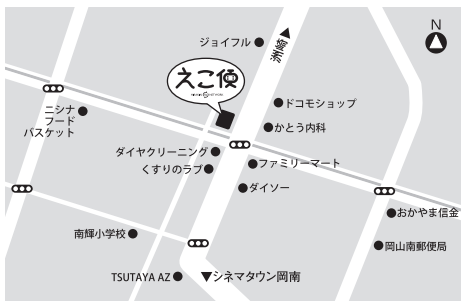 N
ジョイフル
洲崎
えこ便
ドコモショップ
ニシナ
フード
バスケット
かとう内科
ダイヤクリーニング
くすりのラブ
ファミリーマート
ダイソー
おかやま信金
南輝小学校
岡山南郵便局
TSUTAYA AZ
▼シネマタウン岡南